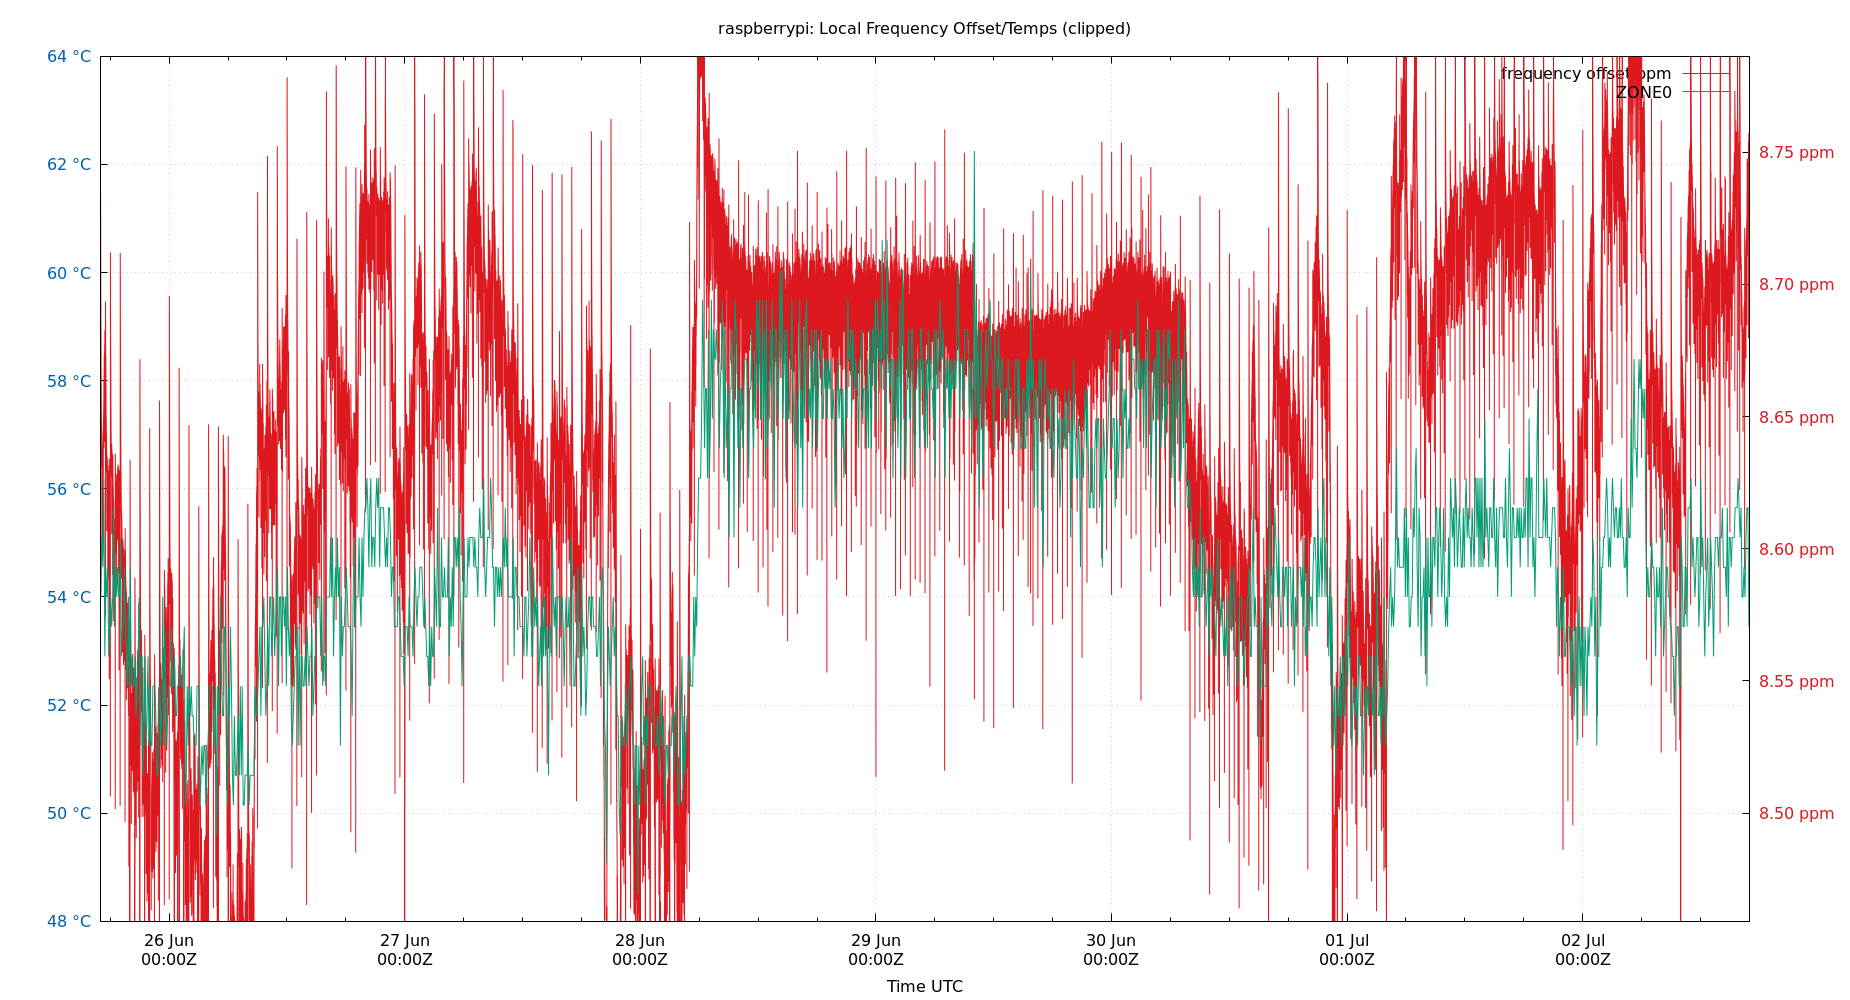 raspberrypi: Local Frequency Offset/Temps (clipped)
64 °C
62 °C
60 °C
58 °C
56 °C
54 °C
52 °C
50 °C
48 °C
frequency offset ppm
ZONE0
8.75 ppm
8.70 ppm
8.65 ppm
8.60 ppm
8.55 ppm
8.50 ppm
26 Jun
00:00Z
27 Jun
00:00Z
28 Jun
00:00Z
29 Jun
00:00Z
30 Jun
00:00Z
01 Jul
00:00Z
02 Jul
00:00Z
Time UTC